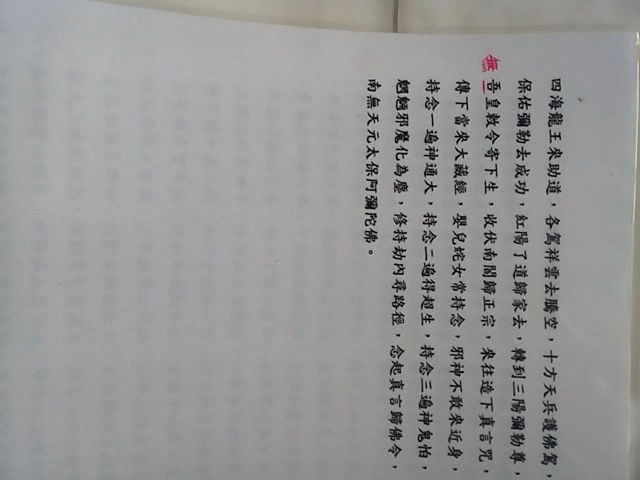 四海龍王來助道，各駕祥雲去騰空，十方天兵護佛駕，
保佑彌勒去成功，紅陽了道歸家去，轉到三陽彌勒尊，
無
吾皇敕令寄下生，收伏南閻歸正宗，來往造下真言咒，
傳下當來大藏經，嬰兒姹女常持念，邪神不敢來近身，
持念一遍神通大，持念二遍得超生，持念三遍神鬼怕，
魍魎邪魔化為塵，修持劫內尋路徑，念起真言歸佛令，
南無天元太保阿彌陀佛。